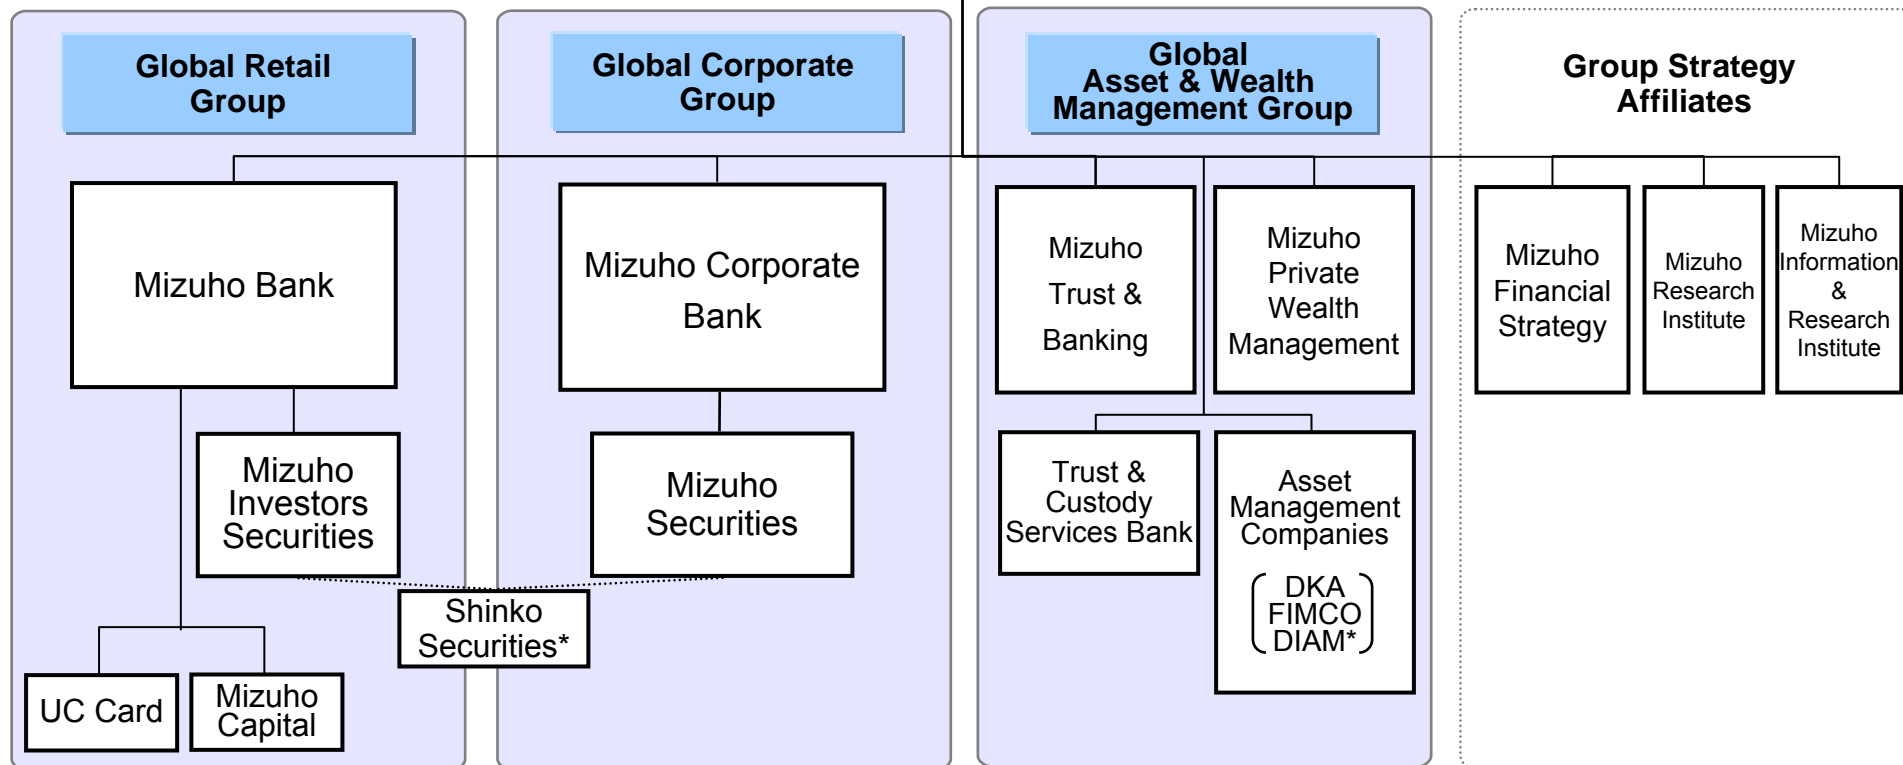 Global Retail
Group
Global Corporate
Group
Global
Asset & Wealth
Management Group
Group Strategy
Affiliates
Mizuho Bank
Mizuho Corporate
Bank
Mizuho
Trust &
Banking
Mizuho
Private
Wealth
Management
Mizuho
Financial
Strategy
Mizuho
Research
Institute
Mizuho
Information
&
Research
Institute
Mizuho
Investors
Securities
Mizuho
Securities
Trust &
Custody
Services Bank
Asset
Management
Companies
DKA
FIMCO
DIAM*
Shinko
Securities*
UC Card
Mizuho
Capital